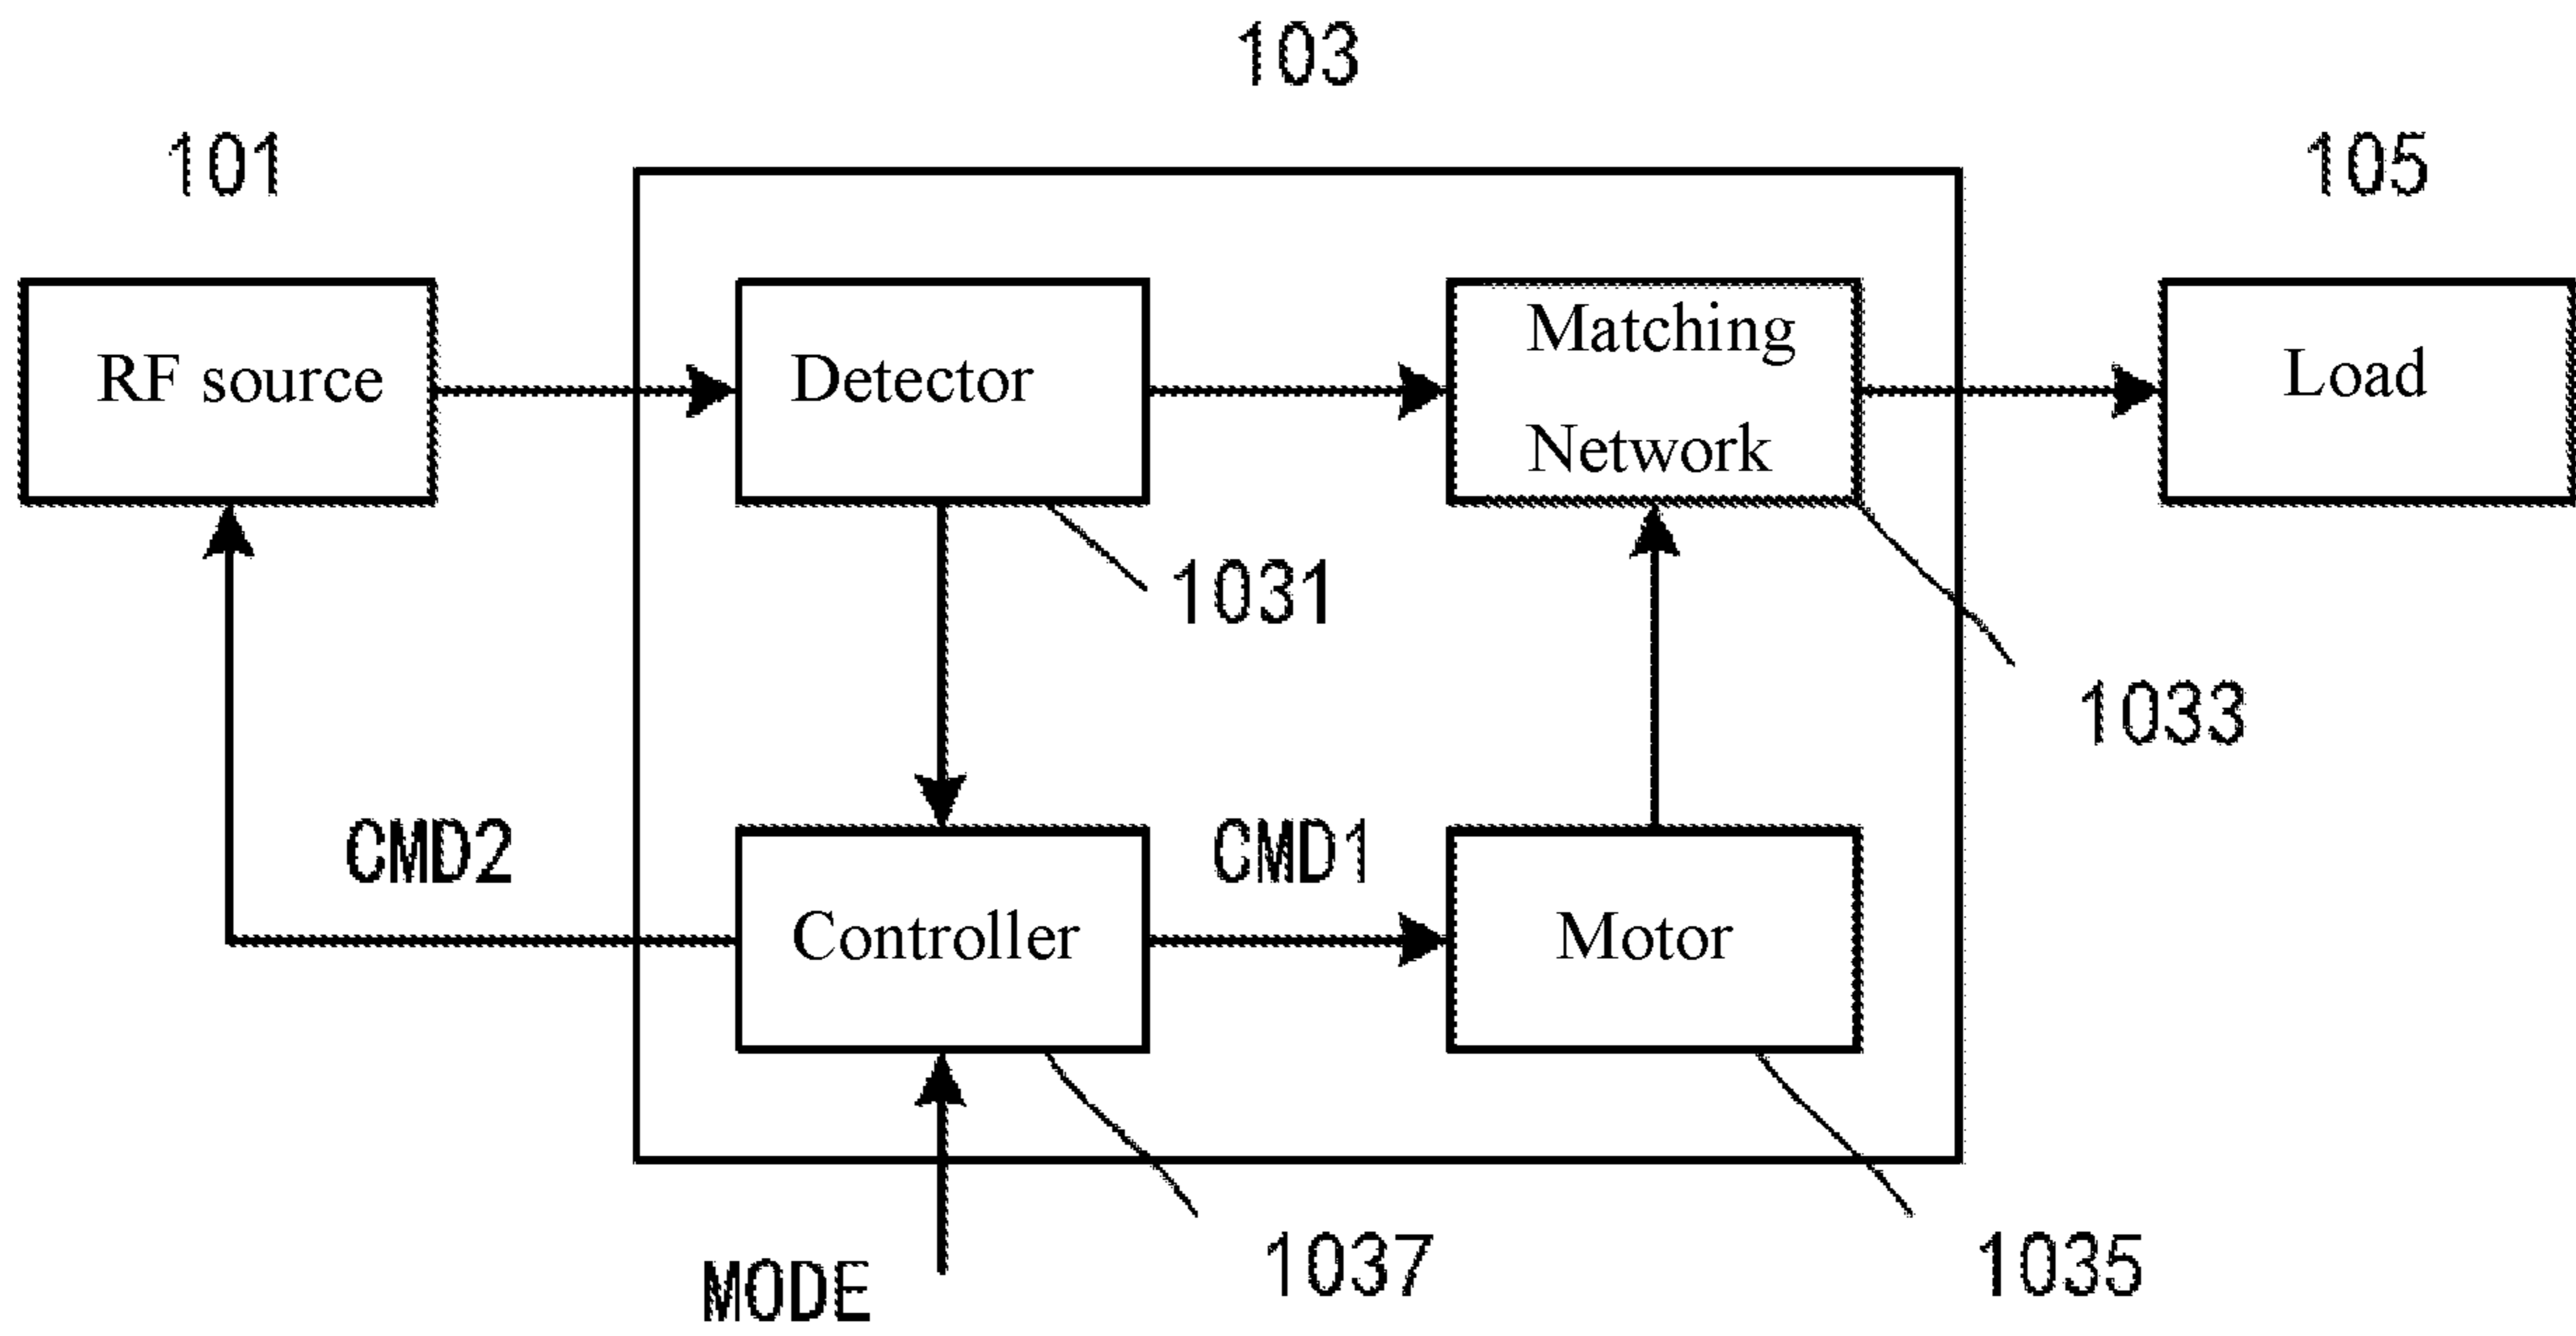 103
101
105
RF source
Detector
Matching
Network
Load
1031
1033
CMD2
CMD1
Controller
Motor
MODE
1037
1035